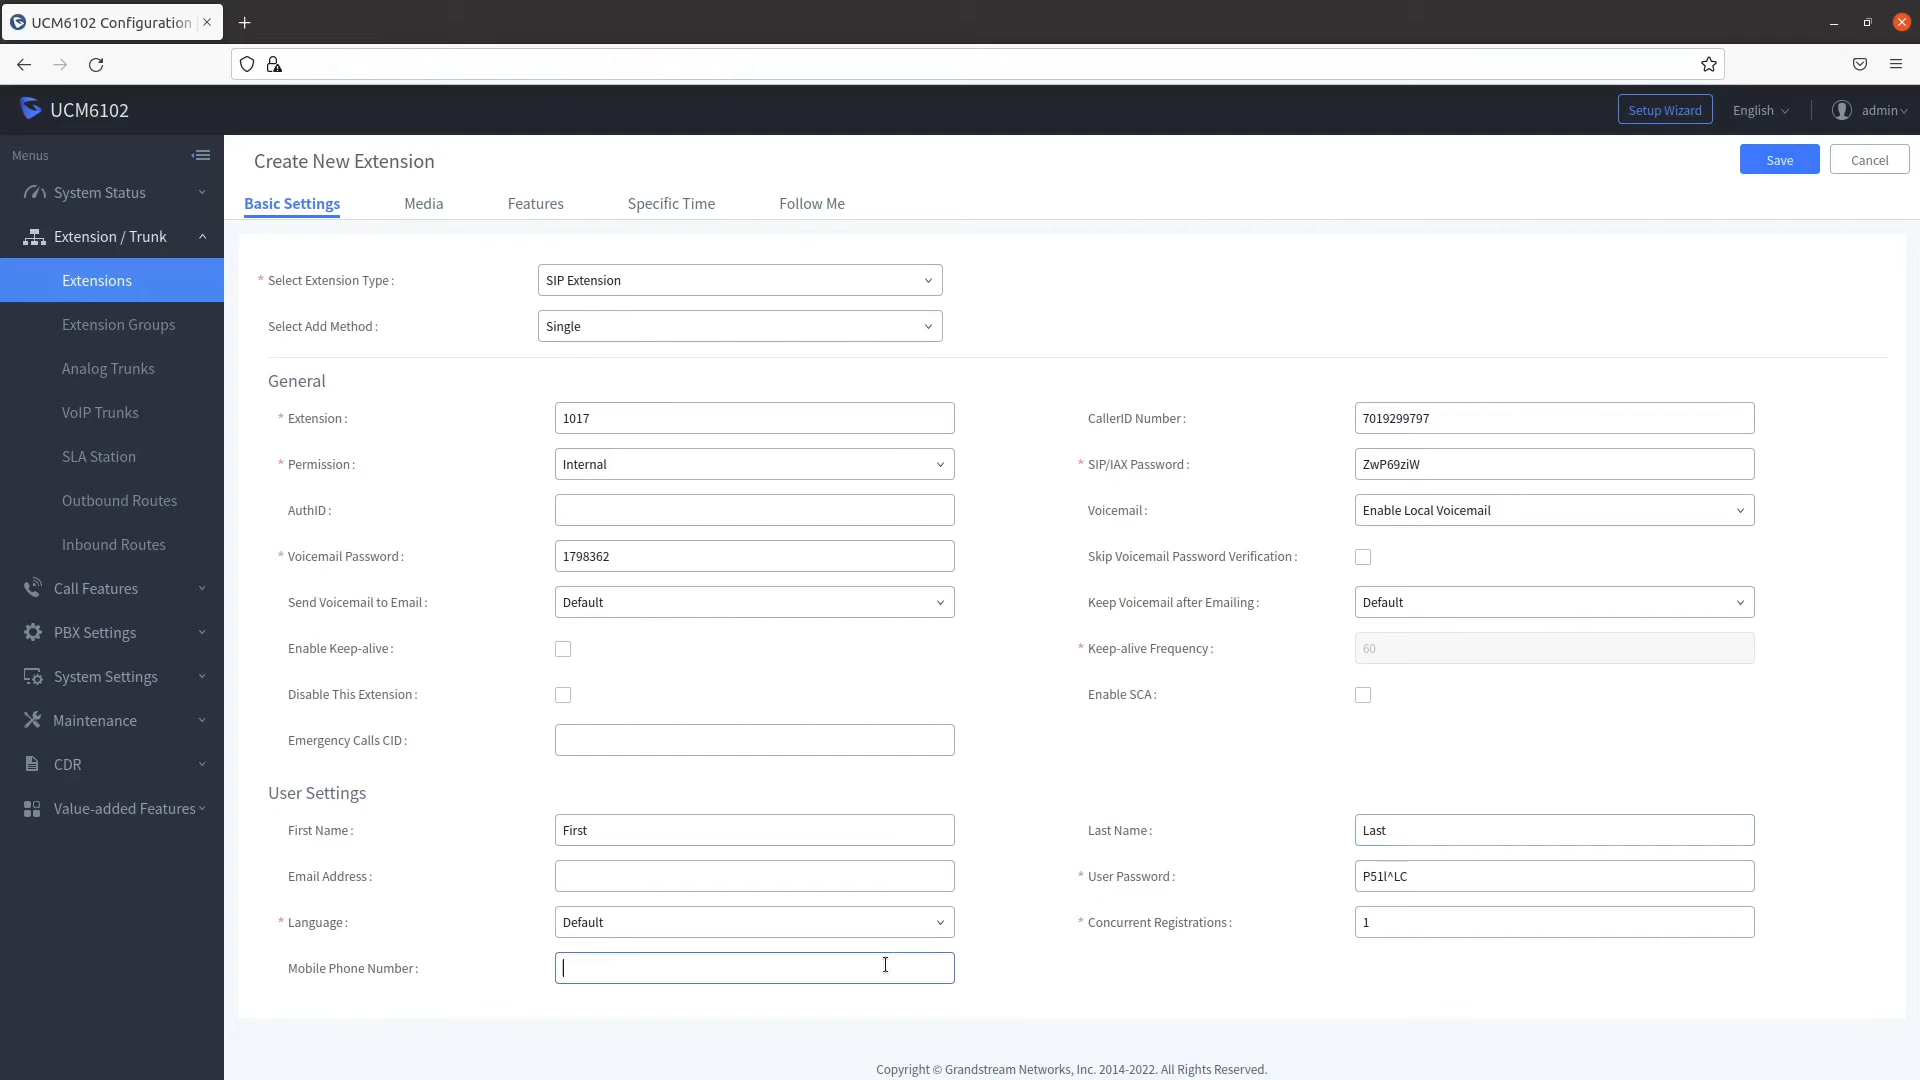 UCM6102 Configuration
UCM6102
Setup Wizard
English
admin
Menus
System Status
Extension / Trunk
Extensions
Extension Groups
Analog Trunks
VoIP Trunks
SLA Station
Outbound Routes
Inbound Routes
Call Features
PBX Settings
System Settings
Maintenance
CDR
Value-added Features
Create New Extension
Save
Cancel
Basic Settings
Media
Features
Specific Time
Follow Me
* Select Extension Type :
SIP Extension
Select Add Method :
Single
General
* Extension :
1017
CallerID Number :
7019299797
* Permission :
Internal
* SIP/IAX Password :
ZwP69ziW
AuthID :
Voicemail :
Enable Local Voicemail
* Voicemail Password :
1798362
Skip Voicemail Password Verification :
Send Voicemail to Email :
Default
Keep Voicemail after Emailing :
Default
Enable Keep-alive :
* Keep-alive Frequency :
60
Disable This Extension :
Enable SCA :
Emergency Calls CID :
User Settings
First Name :
First
Last Name :
Last
Email Address :
* User Password :
P51l^LC
* Language :
Default
* Concurrent Registrations :
1
Mobile Phone Number :
Copyright © Grandstream Networks, Inc. 2014-2022. All Rights Reserved.